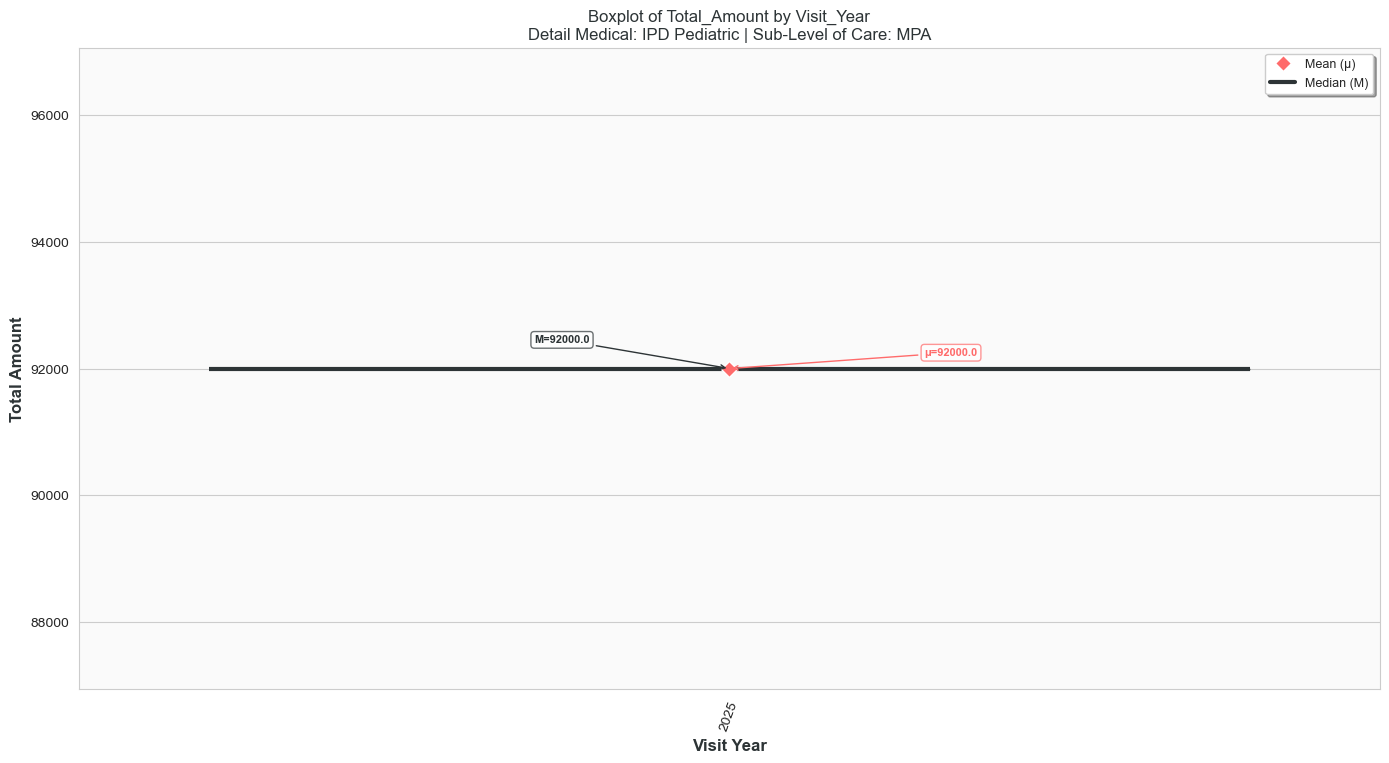 Boxplot of Total_Amount by Visit_Year
Detail Medical: IPD Pediatric | Sub-Level of Care: MPA
Mean (μ)
Median (M)
96000
94000
92000
90000
88000
Total Amount
M=92000.0
μ=92000.0
2025
Visit Year